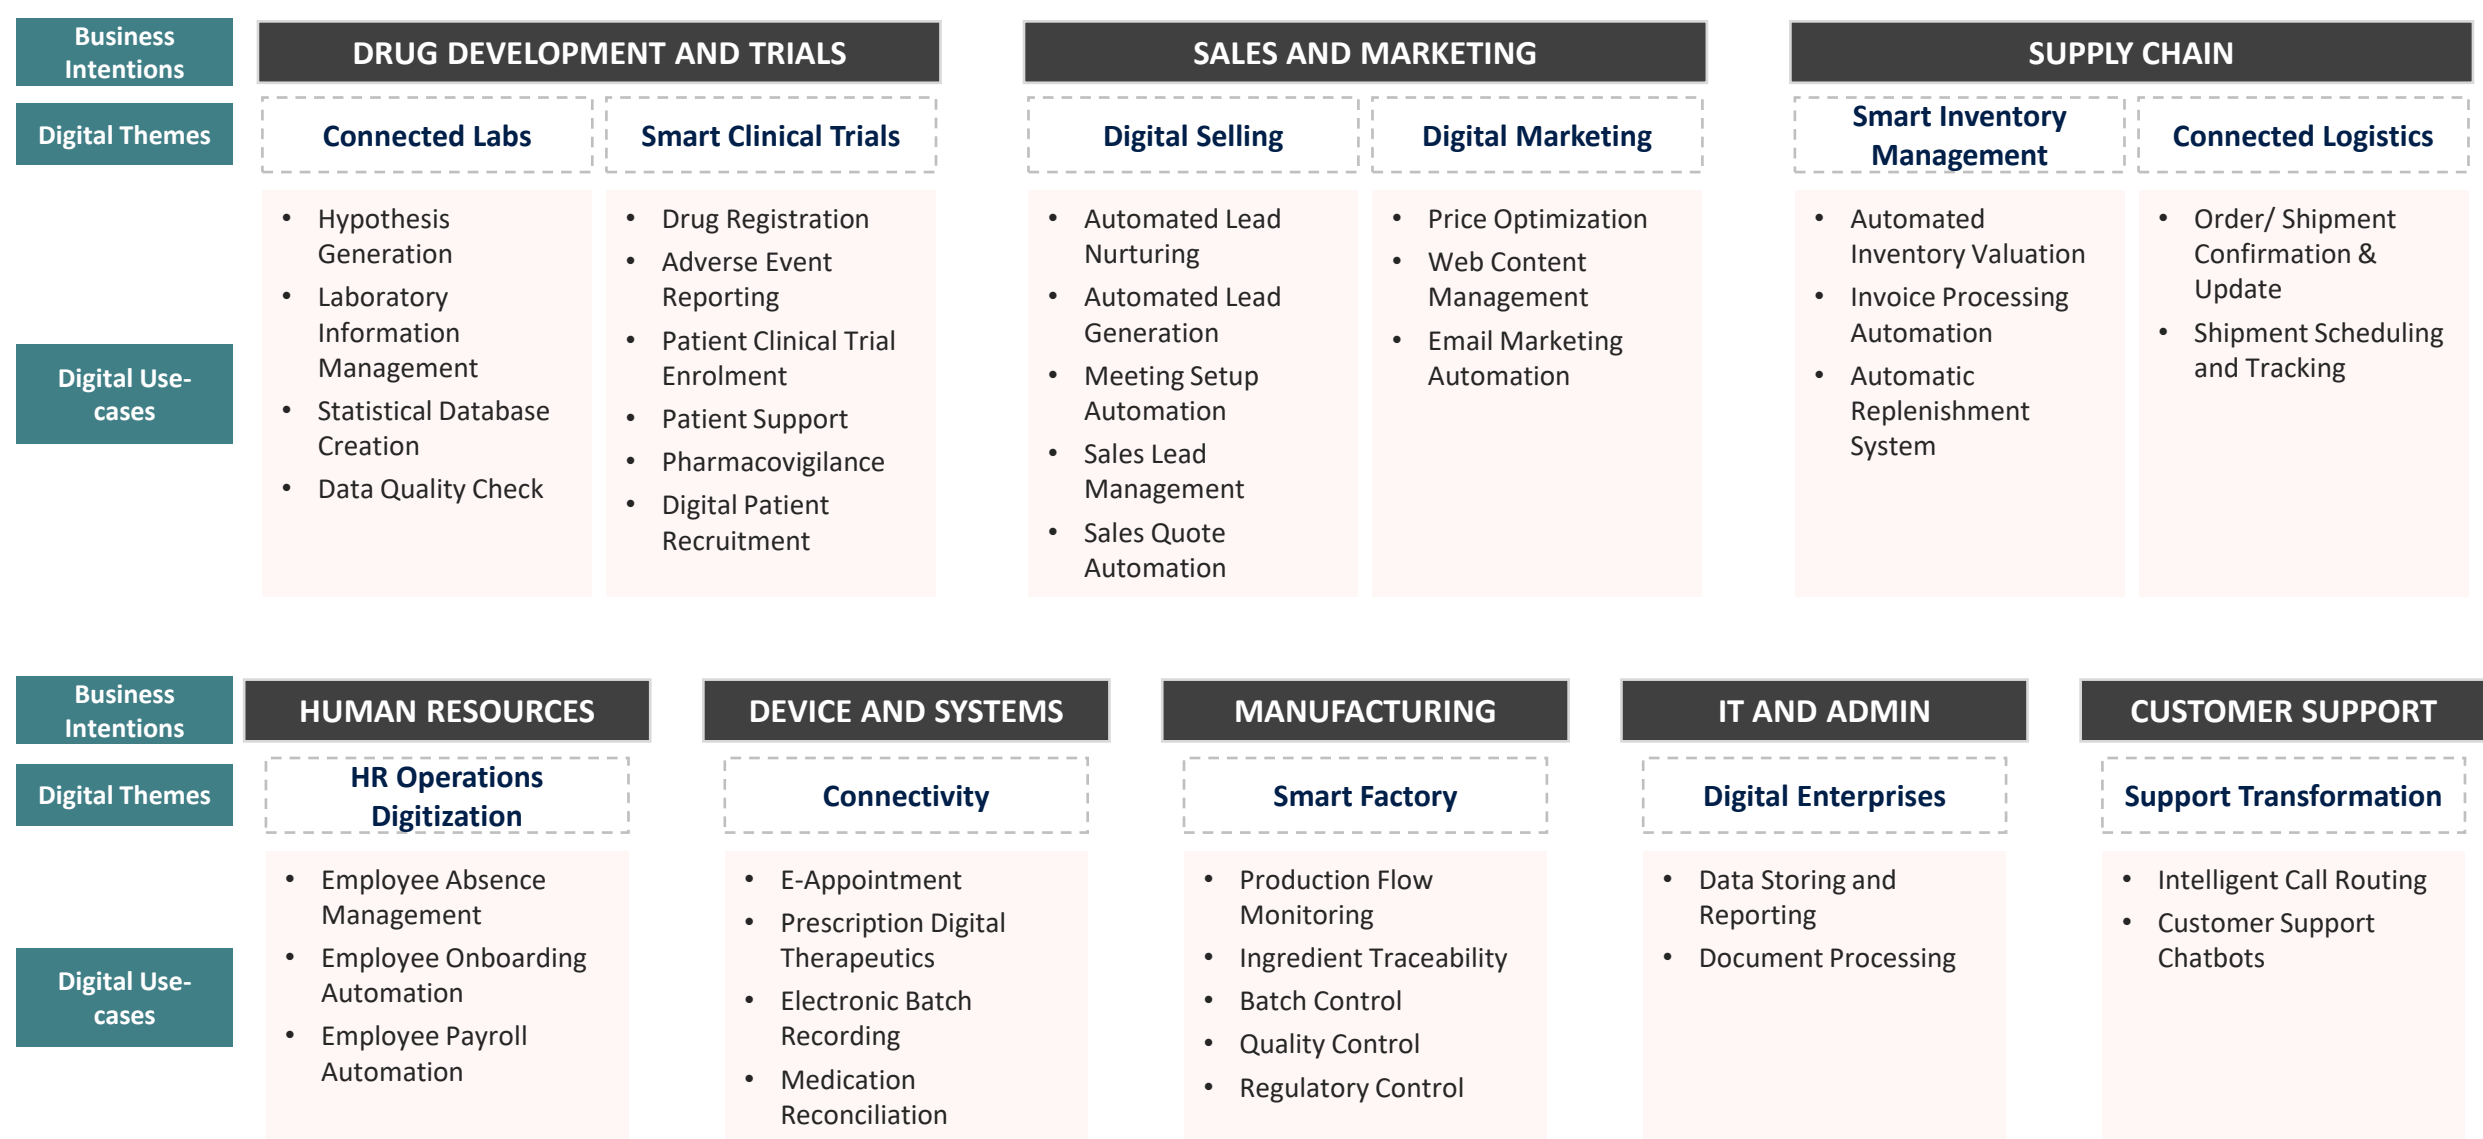 Business
Intentions
DRUG DEVELOPMENT AND TRIALS
SALES AND MARKETING
SUPPLY CHAIN
Digital Themes
Connected Labs
Smart Clinical Trials
Digital Selling
Digital Marketing
Smart Inventory
Management
Connected Logistics
Digital Use-
cases
• Hypothesis
Generation
• Laboratory
Information
Management
• Statistical Database
Creation
• Data Quality Check
• Drug Registration
• Adverse Event
Reporting
• Patient Clinical Trial
Enrolment
• Patient Support
• Pharmacovigilance
• Digital Patient
Recruitment
• Automated Lead
Nurturing
• Automated Lead
Generation
• Meeting Setup
Automation
• Sales Lead
Management
• Sales Quote
Automation
• Price Optimization
• Web Content
Management
• Email Marketing
Automation
• Automated
Inventory Valuation
• Invoice Processing
Automation
• Automatic
Replenishment
System
• Order/ Shipment
Confirmation &
Update
• Shipment Scheduling
and Tracking
Business
Intentions
HUMAN RESOURCES
DEVICE AND SYSTEMS
MANUFACTURING
IT AND ADMIN
CUSTOMER SUPPORT
Digital Themes
HR Operations
Digitization
Connectivity
Smart Factory
Digital Enterprises
Support Transformation
Digital Use-
cases
• Employee Absence
Management
• Employee Onboarding
Automation
• Employee Payroll
Automation
• E-Appointment
• Prescription Digital
Therapeutics
• Electronic Batch
Recording
• Medication
Reconciliation
• Production Flow
Monitoring
• Ingredient Traceability
• Batch Control
• Quality Control
• Regulatory Control
• Data Storing and
Reporting
• Document Processing
• Intelligent Call Routing
• Customer Support
Chatbots